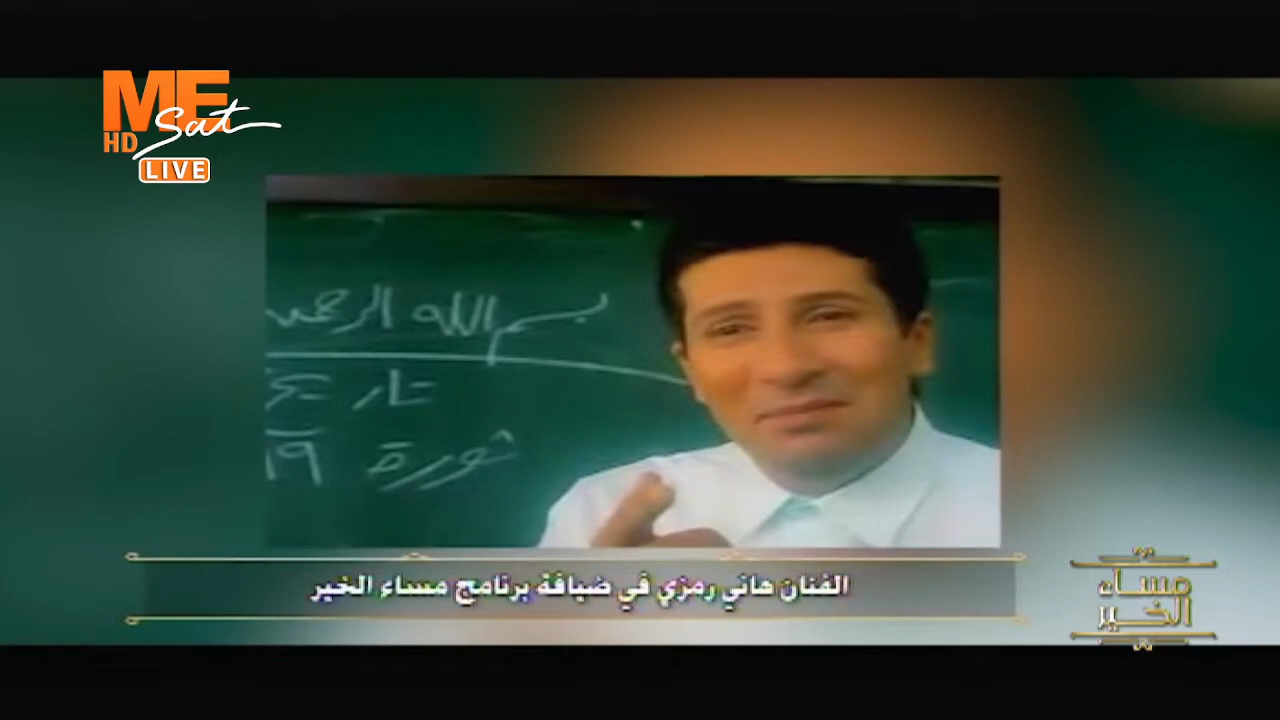 ME
Sat
HD
LIVE
بسم الله الرحمن
تاريخ
ثورة ١٩
الفنان هاني رمزي في ضيافة برنامج مساء الخير
مساء
الخير